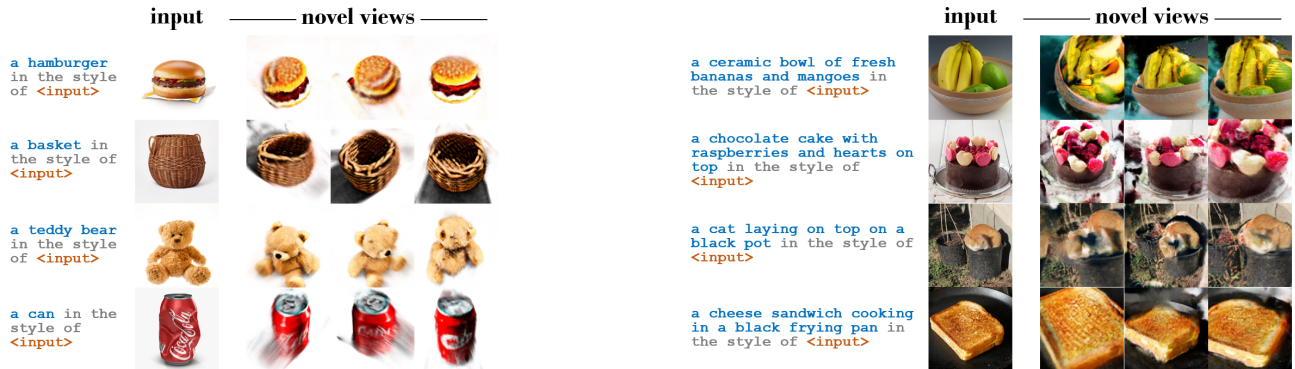 input
novel views
a hamburger
in the style
of <input>
a basket in
the style of
<input>
a teddy bear
in the style
of <input>
a can in the
style of
<input>
Coca-Cola
input
novel views
a ceramic bowl of fresh
bananas and mangoes in
the style of <input>
a chocolate cake with
raspberries and hearts on
top in the style of
<input>
a cat laying on top on a
black pot in the style of
<input>
a cheese sandwich cooking
in a black frying pan in
the style of <input>